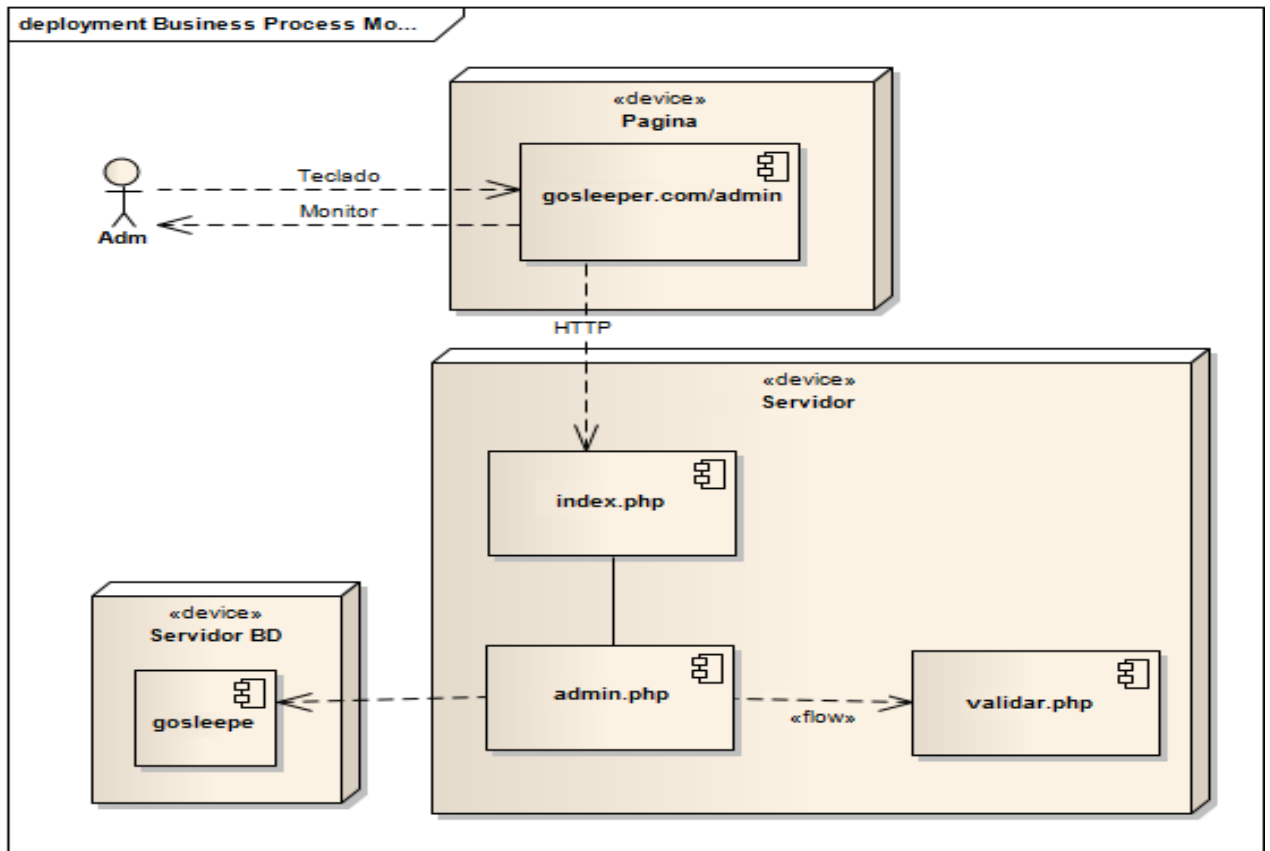 deployment Business Process Mo...
«device»
Pagina
gosleeper.com/admin
Teclado
Monitor
Adm
HTTP
«device»
Servidor
index.php
«device»
Servidor BD
gosleepe
admin.php
«flow»
validar.php